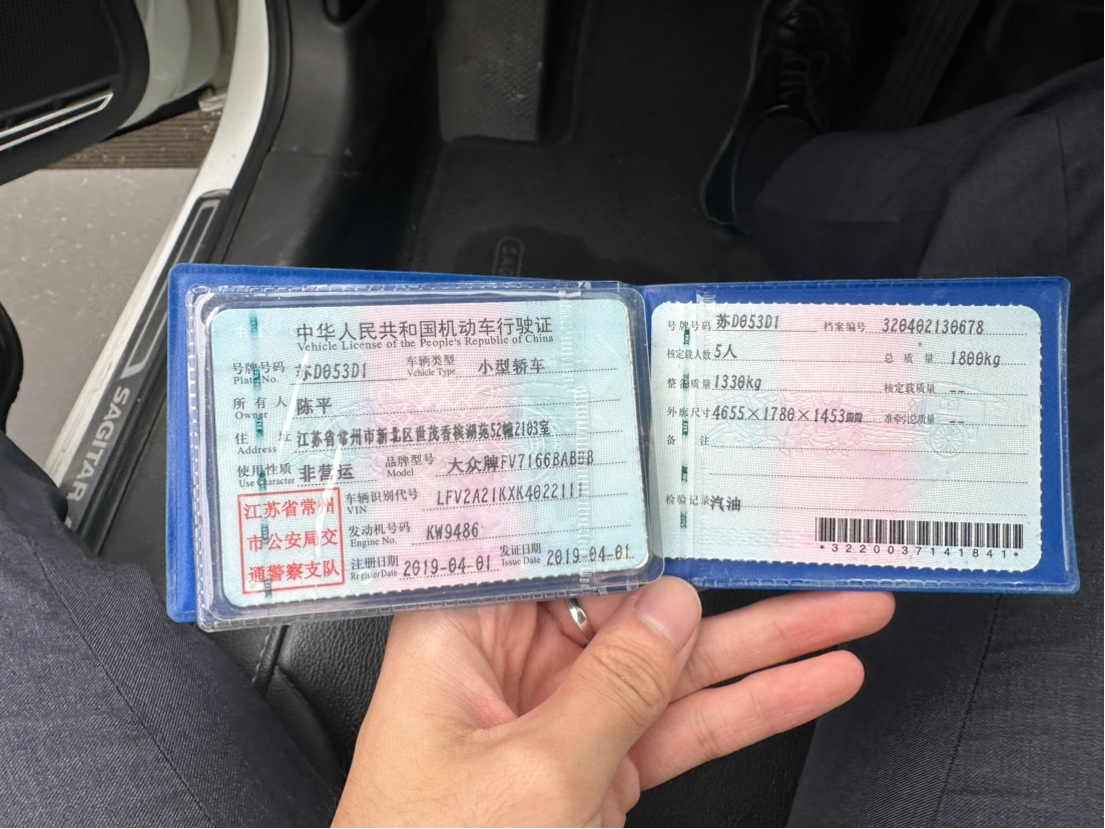 SAGITAR
中华人民共和国机动车行驶证
Vehicle License of the People's Republic of China
号牌号码 苏D053D1 车辆类型 小型轿车
Plate No. Vehicle Type
所有人 陈平
Owner
住址 江苏省常州市新北区世茂香槟湖苑52幢2103室
Address
使用性质 非营运 品牌型号 大众牌FV7166BABBB
Use Character Model
江苏省常州
市公安局交
通警察支队
车辆识别代号 LFV2A21KXK4022111
VIN
发动机号码 KW9486
Engine No.
注册日期 2019-04-01 发证日期 2019-04-01
Register Date Issue Date
号牌号码 苏D053D1 档案编号 320402130678
核定载人数 5人 总质量 1800kg
整备质量 1330kg 核定载质量 --
外廓尺寸 4655×1780×1453mm 准牵引总质量 --
备注
检验记录 汽油
*3220037141841*